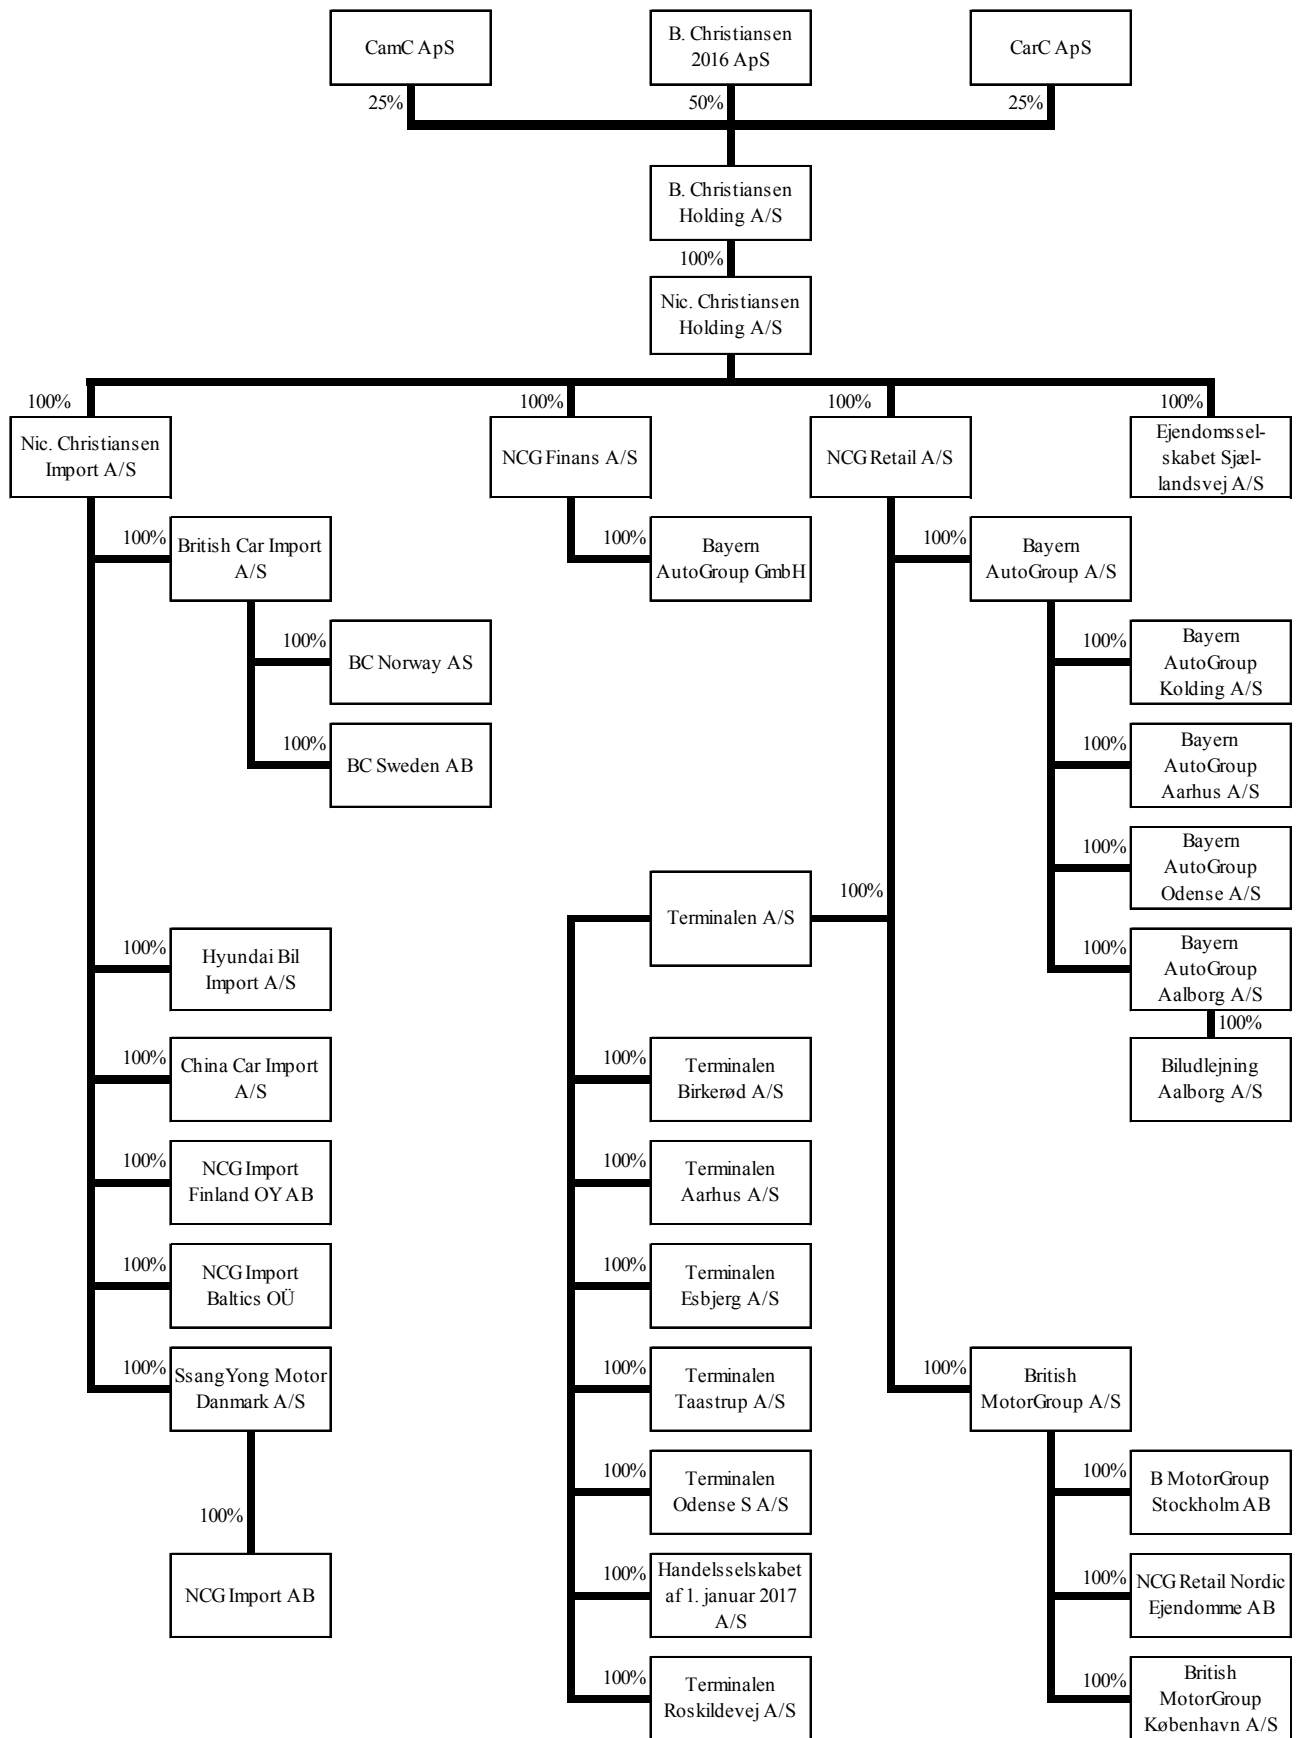 CamC ApS
B. Christiansen
2016 ApS
CarC ApS
25%
50%
25%
B. Christiansen
Holding A/S
100%
Nic. Christiansen
Holding A/S
100%
100%
100%
100%
Nic. Christiansen
Import A/S
NCG Finans A/S
NCG Retail A/S
Ejendomssel-
skabet Sjæl-
landsvej A/S
100%
British Car Import
A/S
100%
Bayern
AutoGroup GmbH
100%
Bayern
AutoGroup A/S
100%
BC Norway AS
100%
Bayern
AutoGroup
Kolding A/S
100%
BC Sweden AB
100%
Bayern
AutoGroup
Aarhus A/S
100%
Bayern
AutoGroup
Odense A/S
Terminalen A/S
100%
100%
Hyundai Bil
Import A/S
100%
Bayern
AutoGroup
Aalborg A/S
100%
100%
China Car Import
A/S
100%
Terminalen
Birkerød A/S
Biludlejning
Aalborg A/S
100%
NCG Import
Finland OY AB
100%
Terminalen
Aarhus A/S
100%
NCG Import
Baltics OÜ
100%
Terminalen
Esbjerg A/S
100%
SsangYong Motor
Danmark A/S
100%
Terminalen
Taastrup A/S
100%
British
MotorGroup A/S
100%
Terminalen
Odense S A/S
100%
B MotorGroup
Stockholm AB
100%
NCG Import AB
100%
Handelsselskabet
af 1. januar 2017
A/S
100%
NCG Retail Nordic
Ejendomme AB
100%
Terminalen
Roskildevej A/S
100%
British
MotorGroup
København A/S